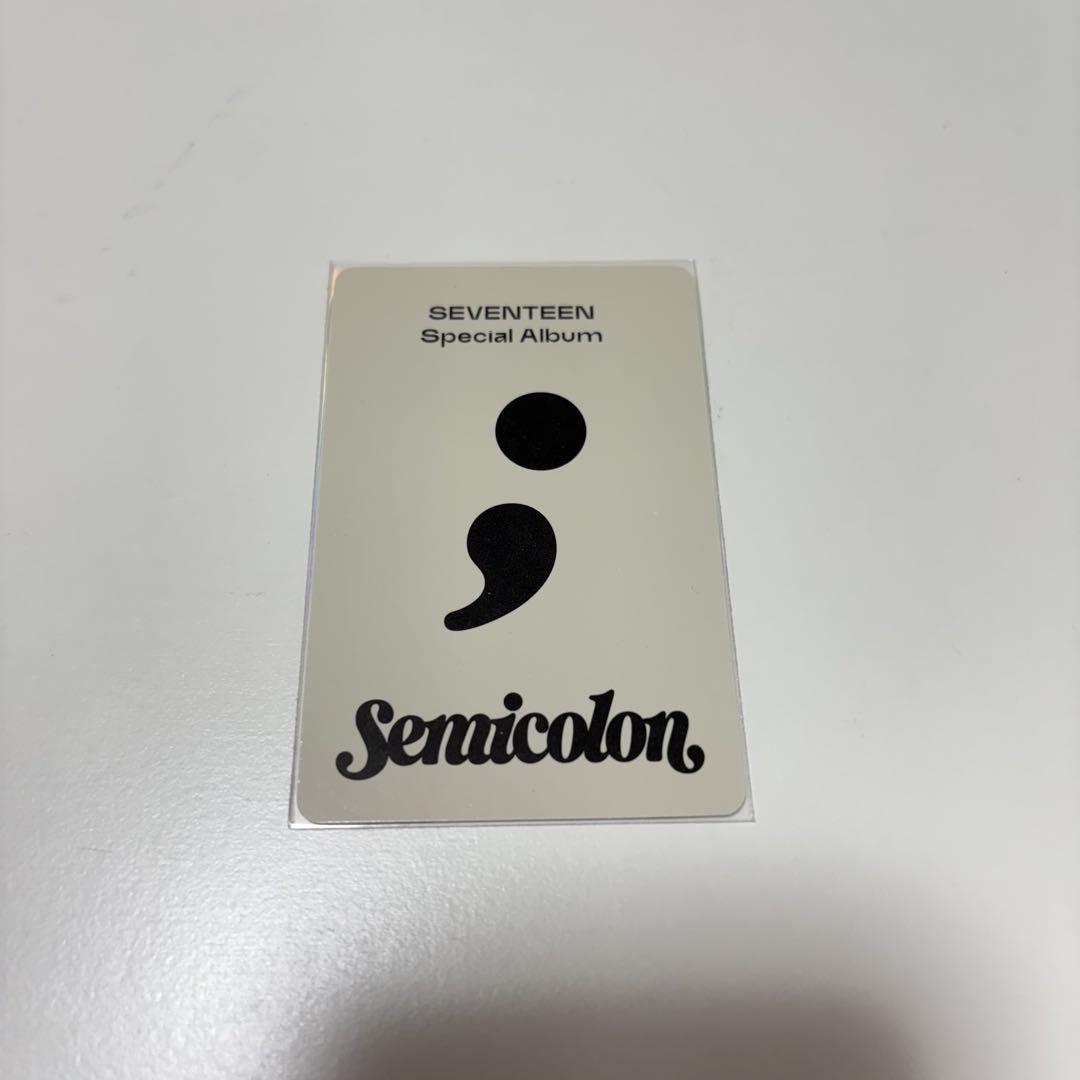 SEVENTEEN
Special Album
;
Semicolon